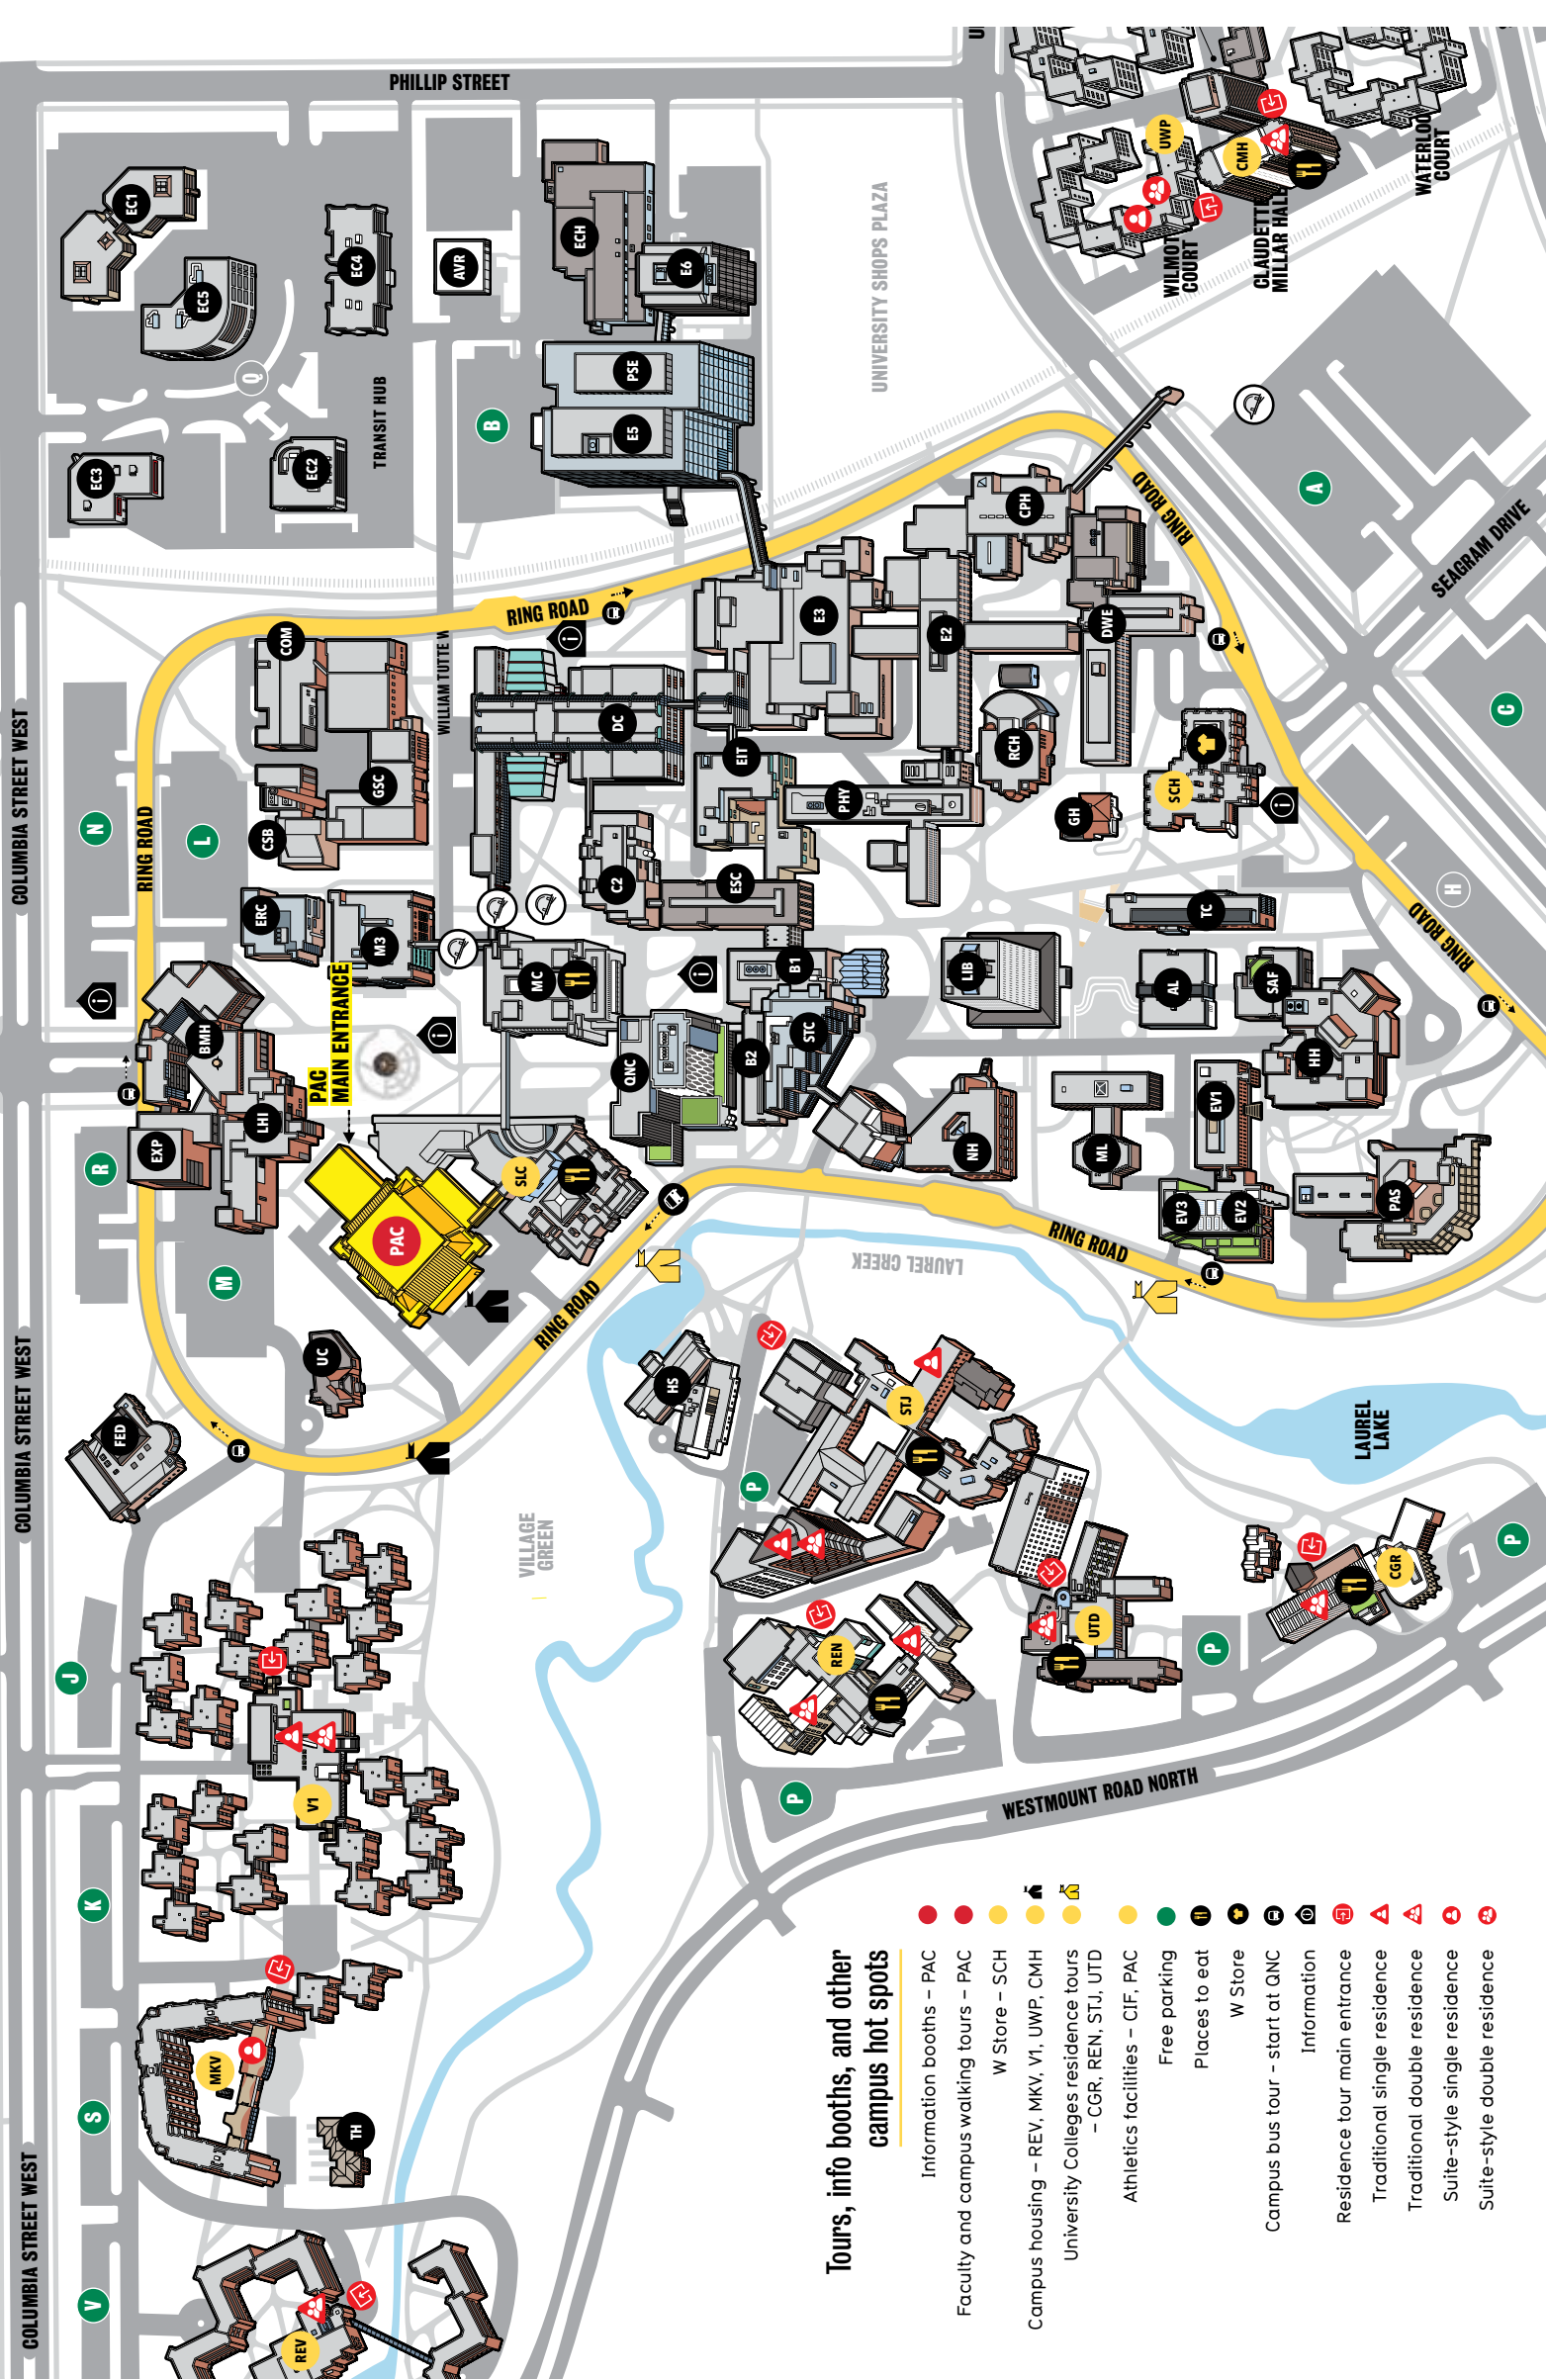 COLUMBIA STREET WEST
COLUMBIA STREET WEST
COLUMBIA STREET WEST
PHILLIP STREET
V
S
K
J
M
R
L
N
REV
MKV
TH
V1
FED
UC
EXP
LHI
BMH
PAC
MAIN ENTRANCE
PAC
SLC
ERC
M3
CSB
GSC
COM
EC1
EC2
EC3
EC4
EC5
Q
TRANSIT HUB
AVR
ECH
E6
PSE
E5
B
UNIVERSITY SHOPS PLAZA
RING ROAD
RING ROAD
RING ROAD
RING ROAD
RING ROAD
RING ROAD
WILLIAM TUTTE W
MC
DC
C2
EIT
ESC
E3
E2
CPH
DWE
RCH
PHY
GH
SCH
QNC
B1
B2
STC
LIB
TC
AL
SAF
HH
NH
ML
EV1
EV2
EV3
PAS
A
C
H
SEAGRAM DRIVE
UWP
CMH
WILMOT
COURT
CLAUDETTE
MILLAR HALL
WATERLOO
COURT
VILLAGE
GREEN
LAUREL CREEK
LAUREL
LAKE
HS
STJ
REN
UTD
CGR
P
P
P
P
WESTMOUNT ROAD NORTH
Tours, info booths, and other
campus hot spots
Information booths – PAC
Faculty and campus walking tours – PAC
W Store – SCH
Campus housing – REV, MKV, V1, UWP, CMH
University Colleges residence tours
– CGR, REN, STJ, UTD
Athletics facilities – CIF, PAC
Free parking
Places to eat
W Store
Campus bus tour – start at QNC
Information
Residence tour main entrance
Traditional single residence
Traditional double residence
Suite-style single residence
Suite-style double residence